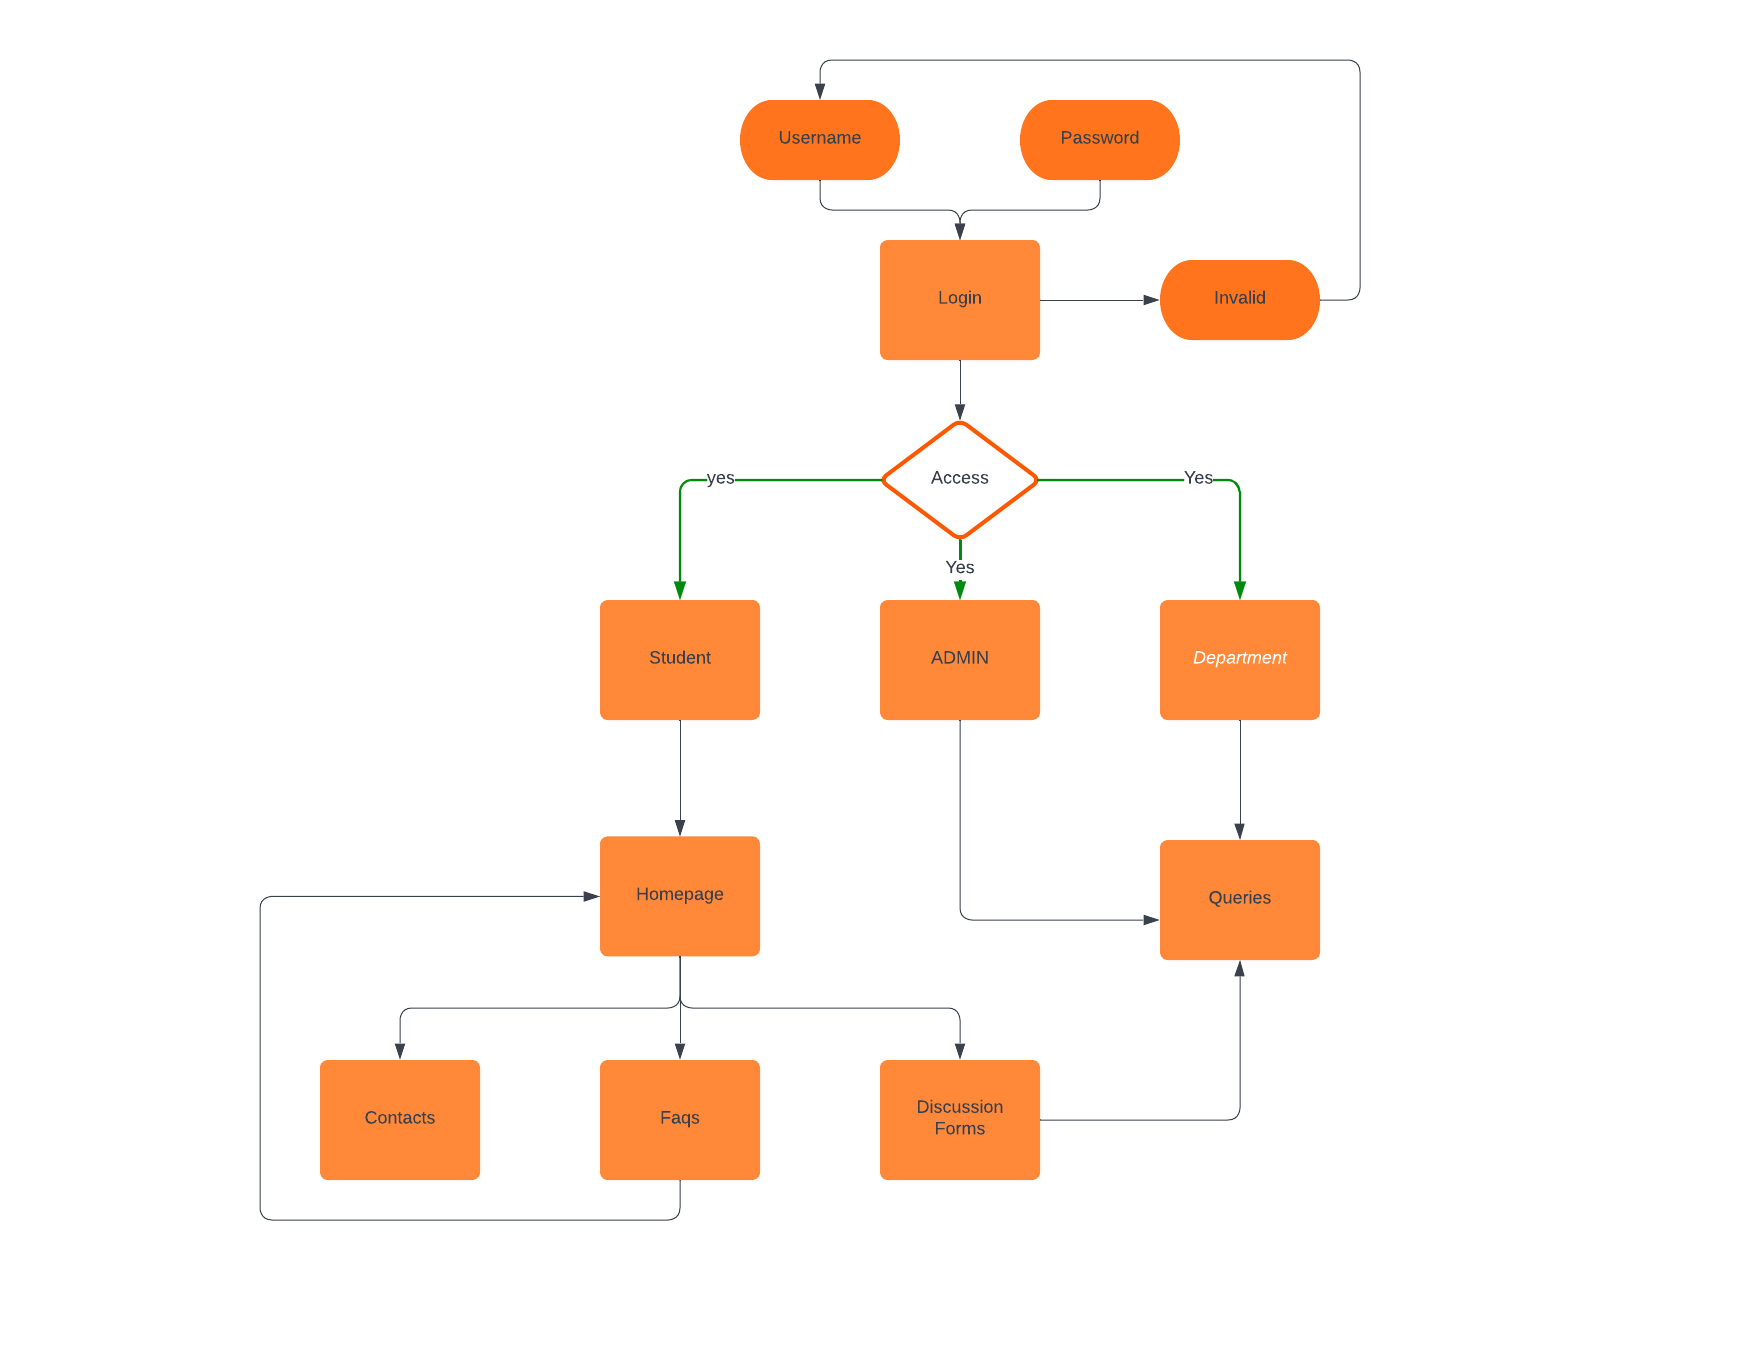 Username
Password
Login
Invalid
Access
yes
Yes
Yes
Student
ADMIN
Department
Homepage
Queries
Contacts
Faqs
Discussion
Forms